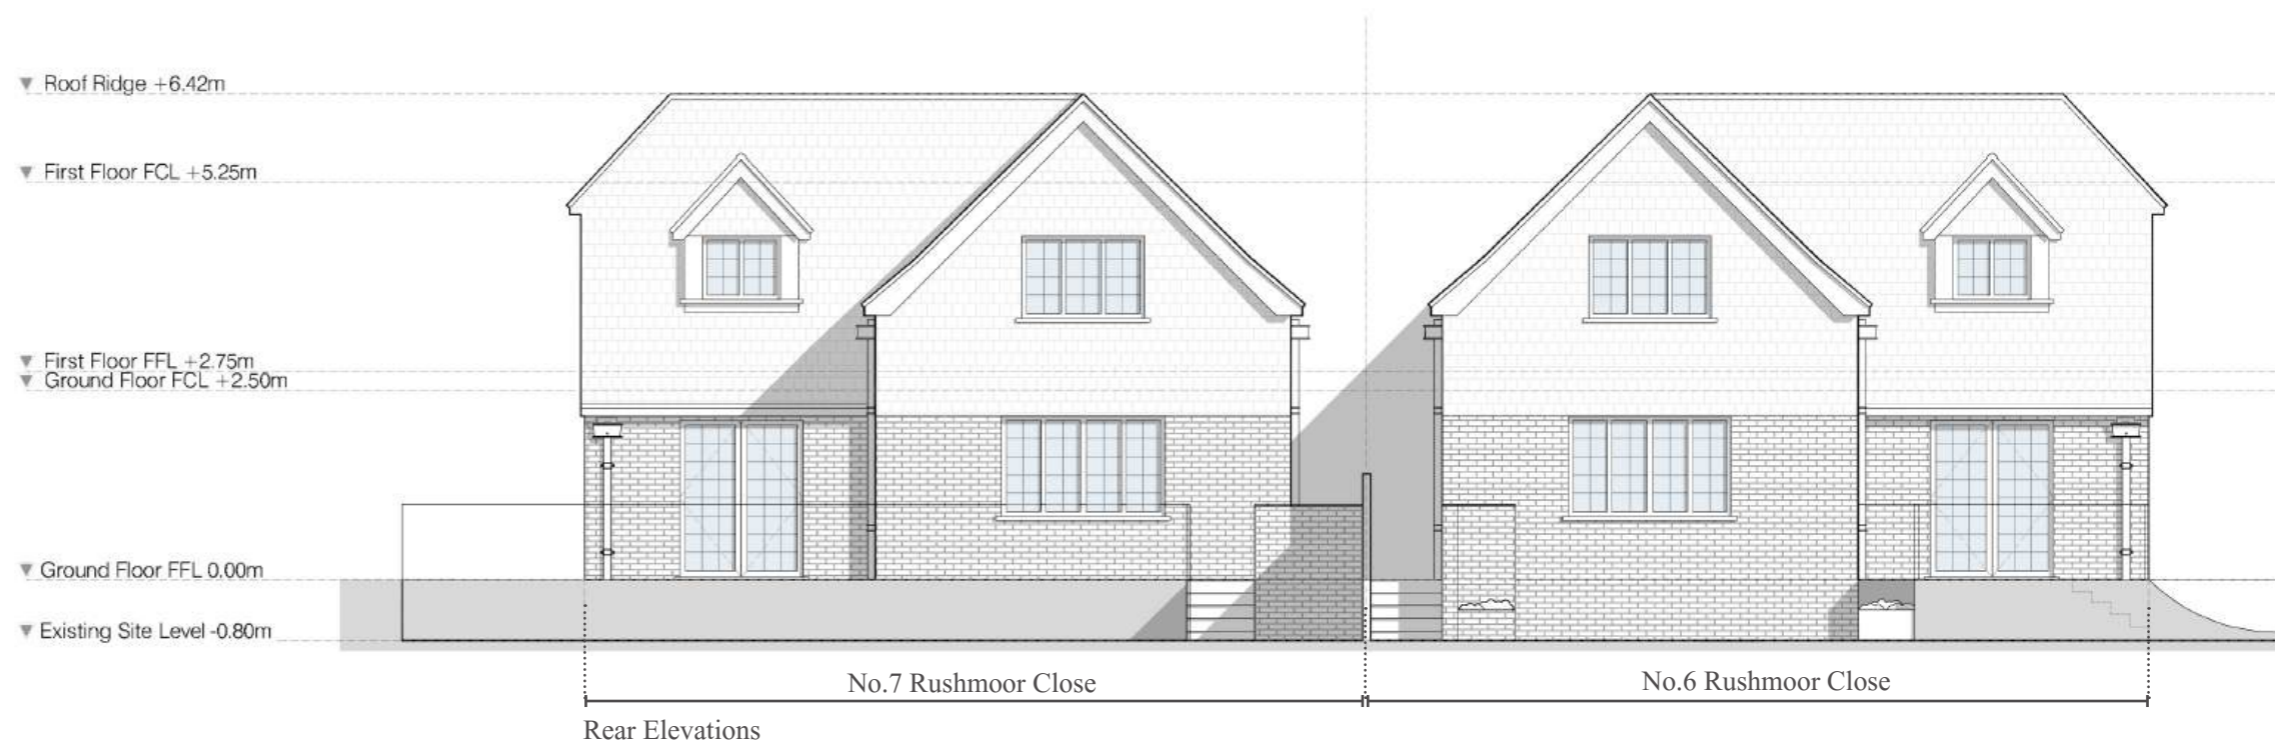 Roof Ridge +6.42m
First Floor FCL +5.25m
First Floor FFL +2.75m
Ground Floor FCL +2.50m
Ground Floor FFL 0.00m
Existing Site Level -0.80m
No.7 Rushmoor Close
No.6 Rushmoor Close
Rear Elevations